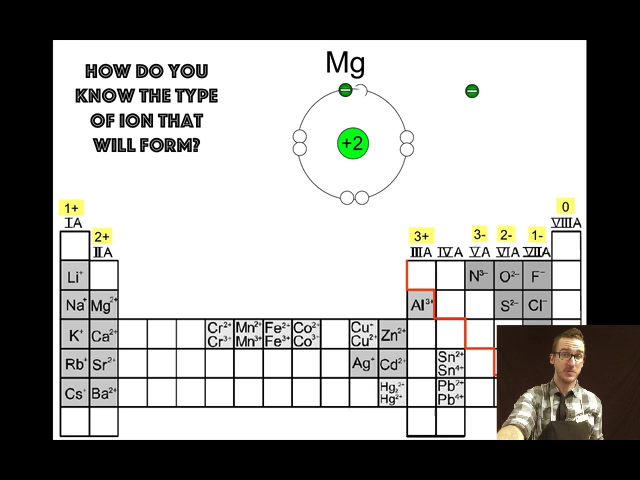 Mg
HOW DO YOU
KNOW THE TYPE
OF ION THAT
WILL FORM?
+2
1+ 0
IA VIIIA
2+ 3+ 3- 2- 1-
IIA IIIA IVA VA VIA VIIA
Li⁺ N³⁻ O²⁻ F⁻
Na⁺ Mg²⁺ Al³⁺ S²⁻ Cl⁻
K⁺ Ca²⁺ Cr²⁺ Mn²⁺ Fe²⁺ Co²⁺ Cu⁺ Zn²⁺
Cr³⁺ Mn³⁺ Fe³⁺ Co³⁺ Cu²⁺
Rb⁺ Sr²⁺ Ag⁺ Cd²⁺ Sn²⁺
Sn⁴⁺
Cs⁺ Ba²⁺ Hg²⁺ Pb²⁺
Pb⁴⁺